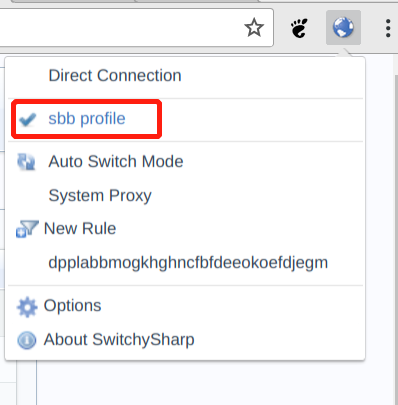 Direct Connection
sbb profile
Auto Switch Mode
System Proxy
New Rule
dpplabbmogkhghncfbfdeeokoefdjegm
Options
About SwitchySharp